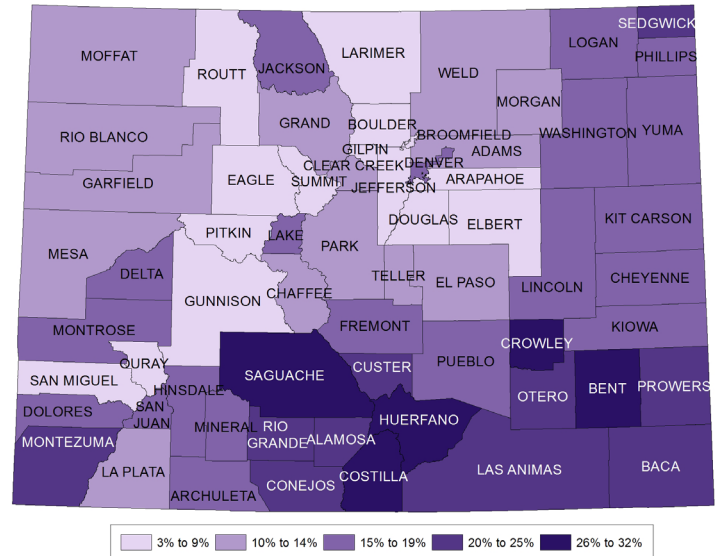 SEDGWICK
LOGAN
LARIMER
MOFFAT
PHILLIPS
JACKSON
ROUTT
WELD
MORGAN
GRAND
BOULDER
RIO BLANCO
BROOMFIELD
WASHINGTON
YUMA
GILPIN
ADAMS
CLEAR CREEK
DENVER
GARFIELD
EAGLE
SUMMIT
ARAPAHOE
JEFFERSON
DOUGLAS
ELBERT
KIT CARSON
PITKIN
LAKE
PARK
MESA
DELTA
TELLER
CHEYENNE
EL PASO
LINCOLN
CHAFFEE
GUNNISON
FREMONT
KIOWA
MONTROSE
CROWLEY
OURAY
PUEBLO
CUSTER
SAGUACHE
SAN MIGUEL
BENT
PROWERS
HINSDALE
OTERO
DOLORES
SAN
JUAN
HUERFANO
MINERAL
RIO
GRANDE
ALAMOSA
MONTEZUMA
BACA
LA PLATA
LAS ANIMAS
COSTILLA
CONEJOS
ARCHULETA
3% to 9%
10% to 14%
15% to 19%
20% to 25%
26% to 32%